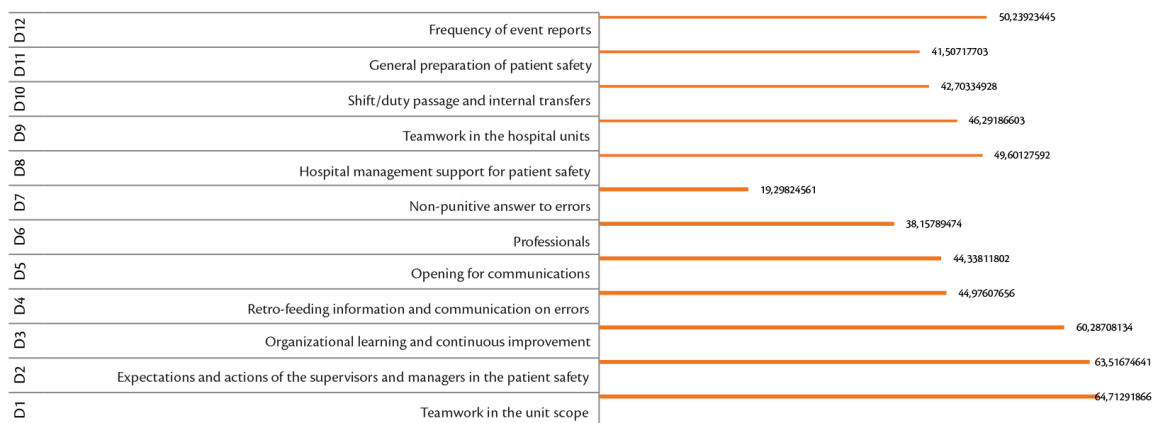 D12
Frequency of event reports
50,23923445
D11
General preparation of patient safety
41,50717703
D10
Shift/duty passage and internal transfers
42,70334928
D9
Teamwork in the hospital units
46,29186603
D8
Hospital management support for patient safety
49,60127592
D7
Non-punitive answer to errors
19,29824561
D6
Professionals
38,15789474
D5
Opening for communications
44,33811802
D4
Retro-feeding information and communication on errors
44,97607656
D3
Organizational learning and continuous improvement
60,28708134
D2
Expectations and actions of the supervisors and managers in the patient safety
63,51674641
D1
Teamwork in the unit scope
64,71291866